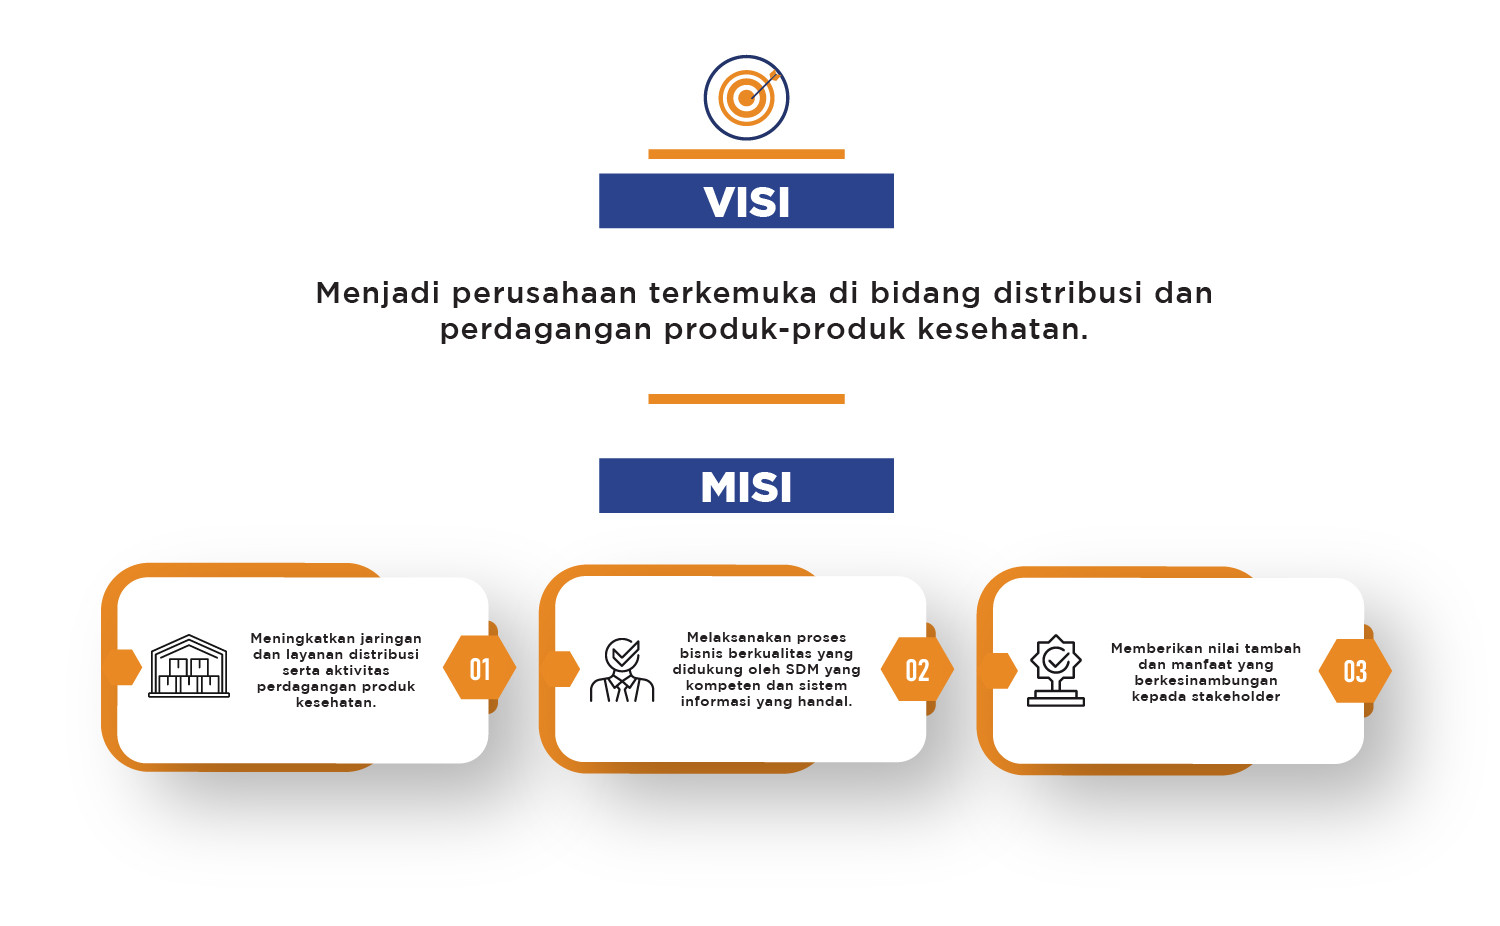 VISI
Menjadi perusahaan terkemuka di bidang distribusi dan
perdagangan produk-produk kesehatan.
MISI
Meningkatkan jaringan
dan layanan distribusi
serta aktivitas
perdagangan produk
kesehatan.
01
Melaksanakan proses
bisnis berkualitas yang
didukung oleh SDM yang
kompeten dan sistem
informasi yang handal.
02
Memberikan nilai tambah
dan manfaat yang
berkesinambungan
kepada stakeholder
03